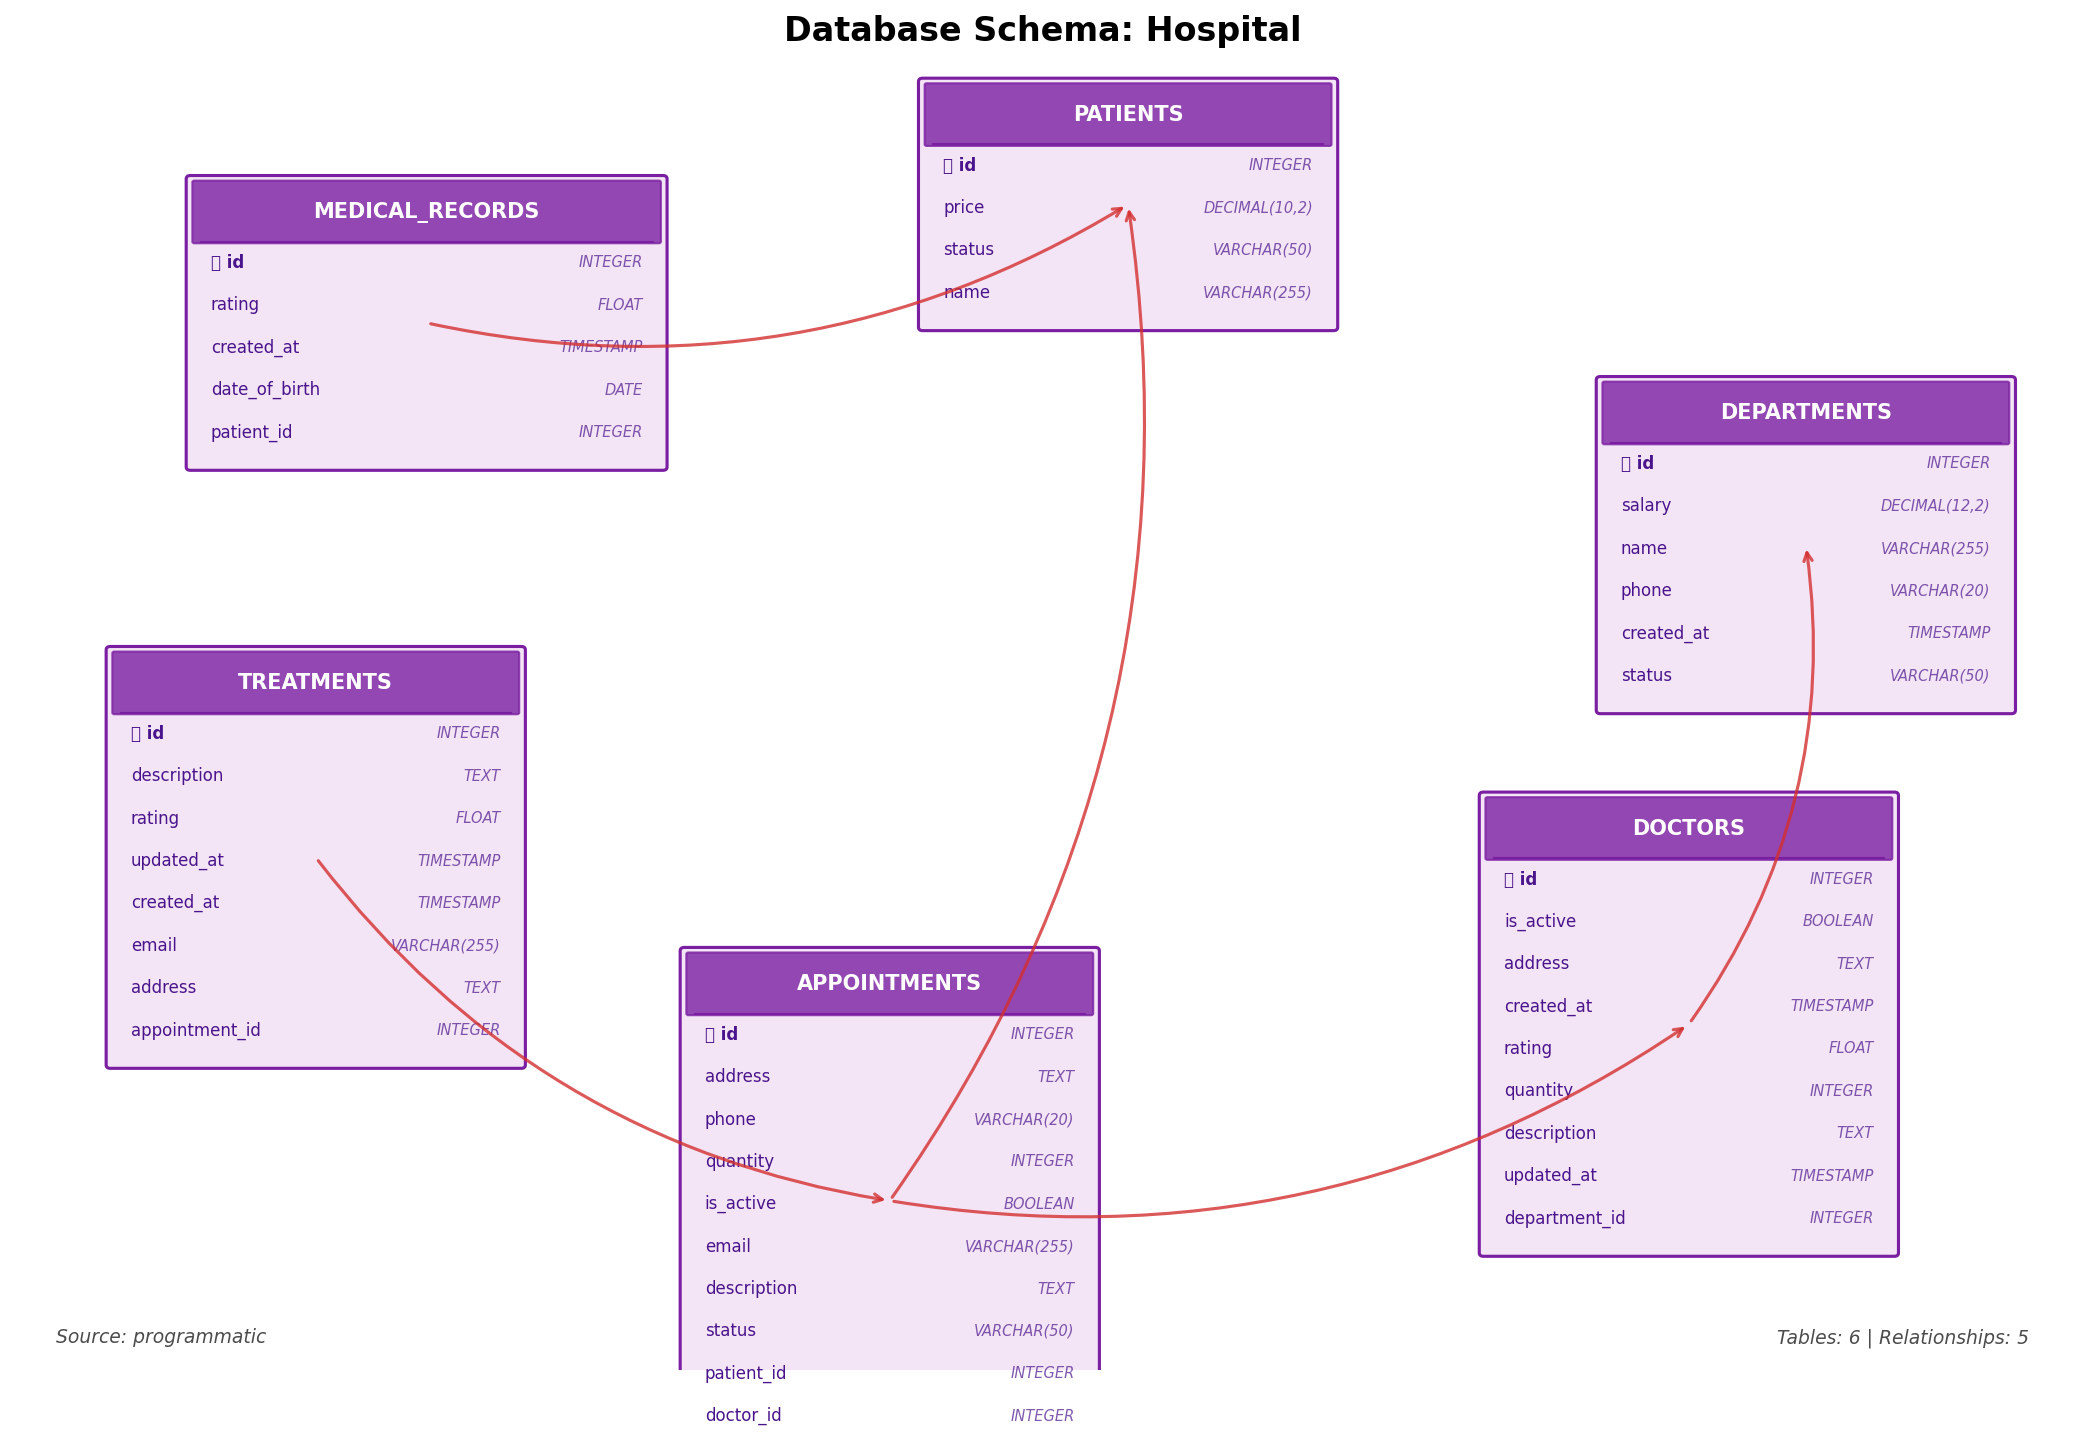 Database Schema: Hospital
PATIENTS
id INTEGER
price DECIMAL(10,2)
status VARCHAR(50)
name VARCHAR(255)
MEDICAL_RECORDS
id INTEGER
rating FLOAT
created_at TIMESTAMP
date_of_birth DATE
patient_id INTEGER
DEPARTMENTS
id INTEGER
salary DECIMAL(12,2)
name VARCHAR(255)
phone VARCHAR(20)
created_at TIMESTAMP
status VARCHAR(50)
TREATMENTS
id INTEGER
description TEXT
rating FLOAT
updated_at TIMESTAMP
created_at TIMESTAMP
email VARCHAR(255)
address TEXT
appointment_id INTEGER
DOCTORS
id INTEGER
is_active BOOLEAN
address TEXT
created_at TIMESTAMP
rating FLOAT
quantity INTEGER
description TEXT
updated_at TIMESTAMP
department_id INTEGER
APPOINTMENTS
id INTEGER
address TEXT
phone VARCHAR(20)
quantity INTEGER
is_active BOOLEAN
email VARCHAR(255)
description TEXT
status VARCHAR(50)
patient_id INTEGER
doctor_id INTEGER
Source: programmatic
Tables: 6 | Relationships: 5